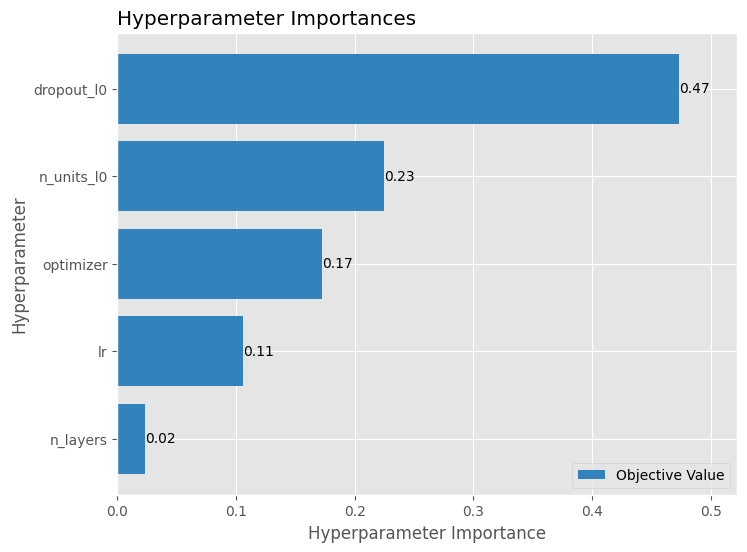 Hyperparameter Importances
Hyperparameter
dropout_l0
0.47
n_units_l0
0.23
optimizer
0.17
lr
0.11
n_layers
0.02
Objective Value
0.0 0.1 0.2 0.3 0.4 0.5
Hyperparameter Importance